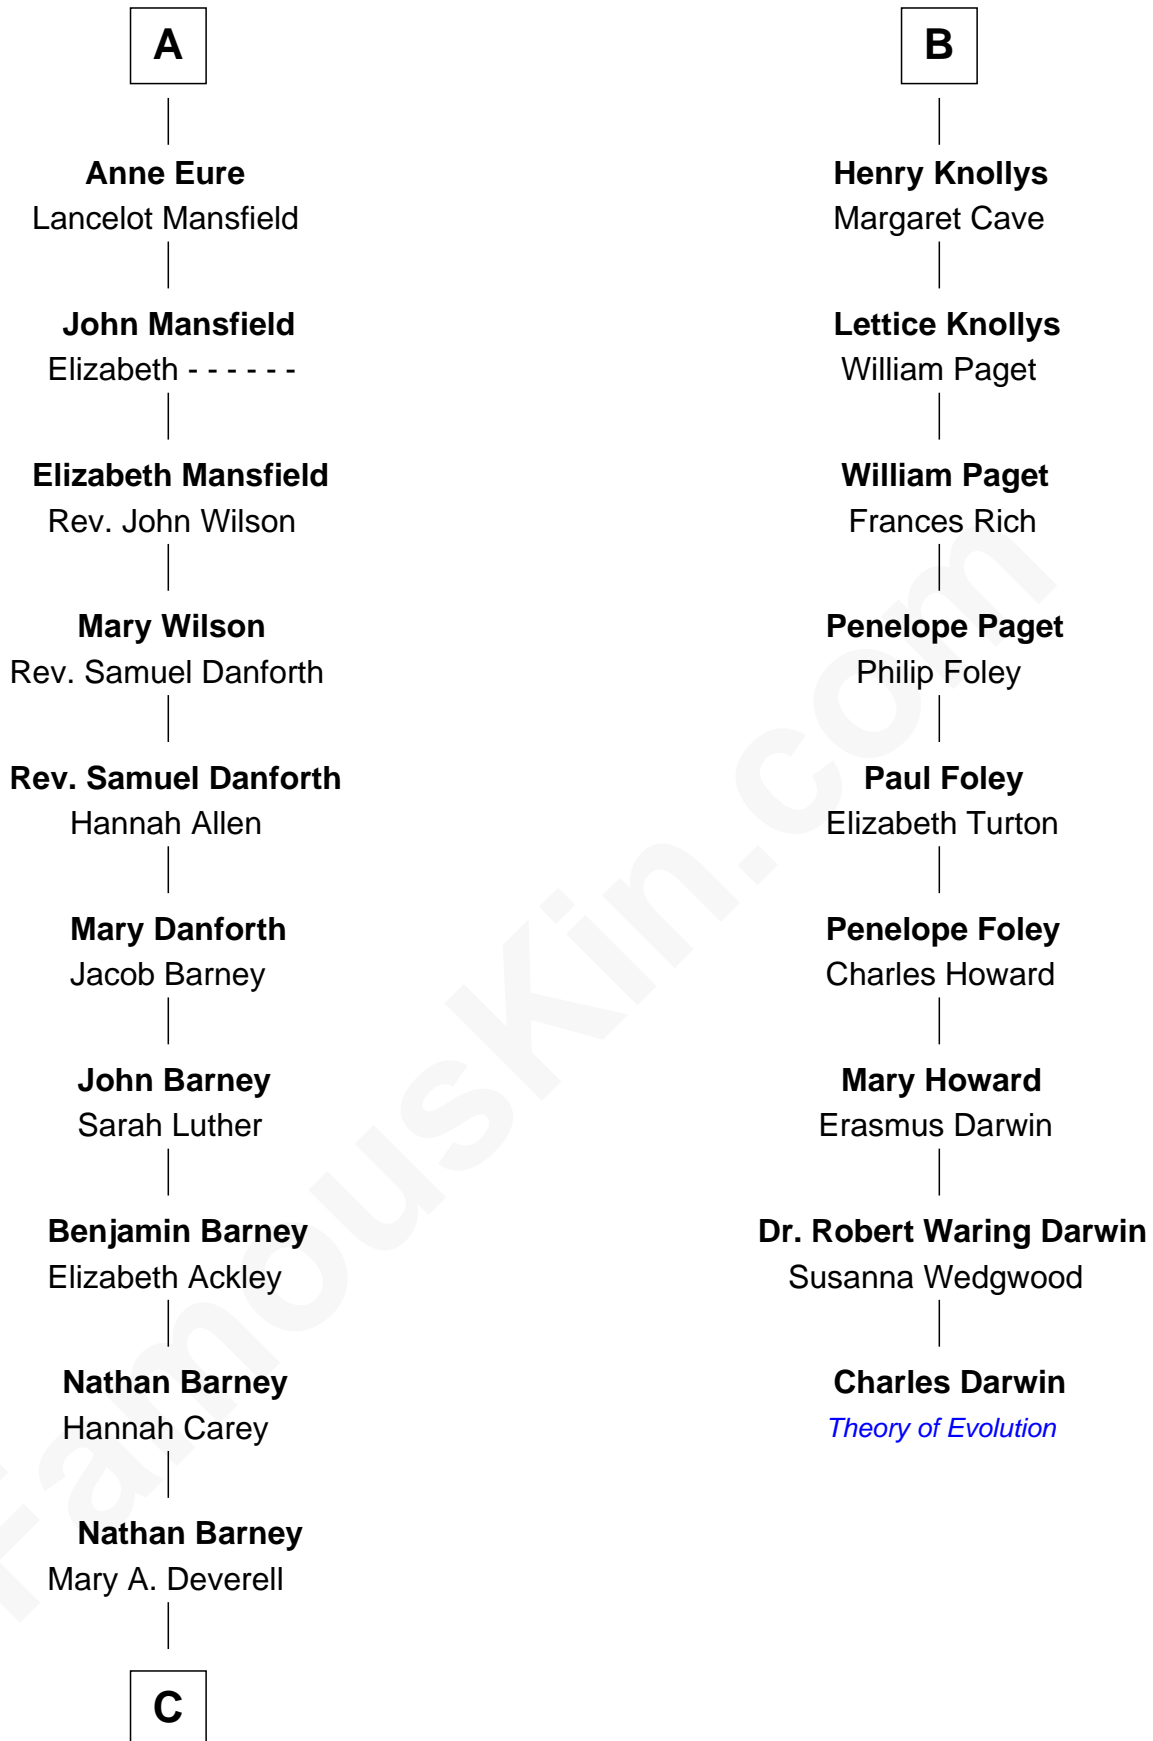 A
Anne Eure
Lancelot Mansfield
John Mansfield
Elizabeth - - - - - -
Elizabeth Mansfield
Rev. John Wilson
Mary Wilson
Rev. Samuel Danforth
Rev. Samuel Danforth
Hannah Allen
Mary Danforth
Jacob Barney
John Barney
Sarah Luther
Benjamin Barney
Elizabeth Ackley
Nathan Barney
Hannah Carey
Nathan Barney
Mary A. Deverell
C
B
Henry Knollys
Margaret Cave
Lettice Knollys
William Paget
William Paget
Frances Rich
Penelope Paget
Philip Foley
Paul Foley
Elizabeth Turton
Penelope Foley
Charles Howard
Mary Howard
Erasmus Darwin
Dr. Robert Waring Darwin
Susanna Wedgwood
Charles Darwin
Theory of Evolution
FamousKin.com